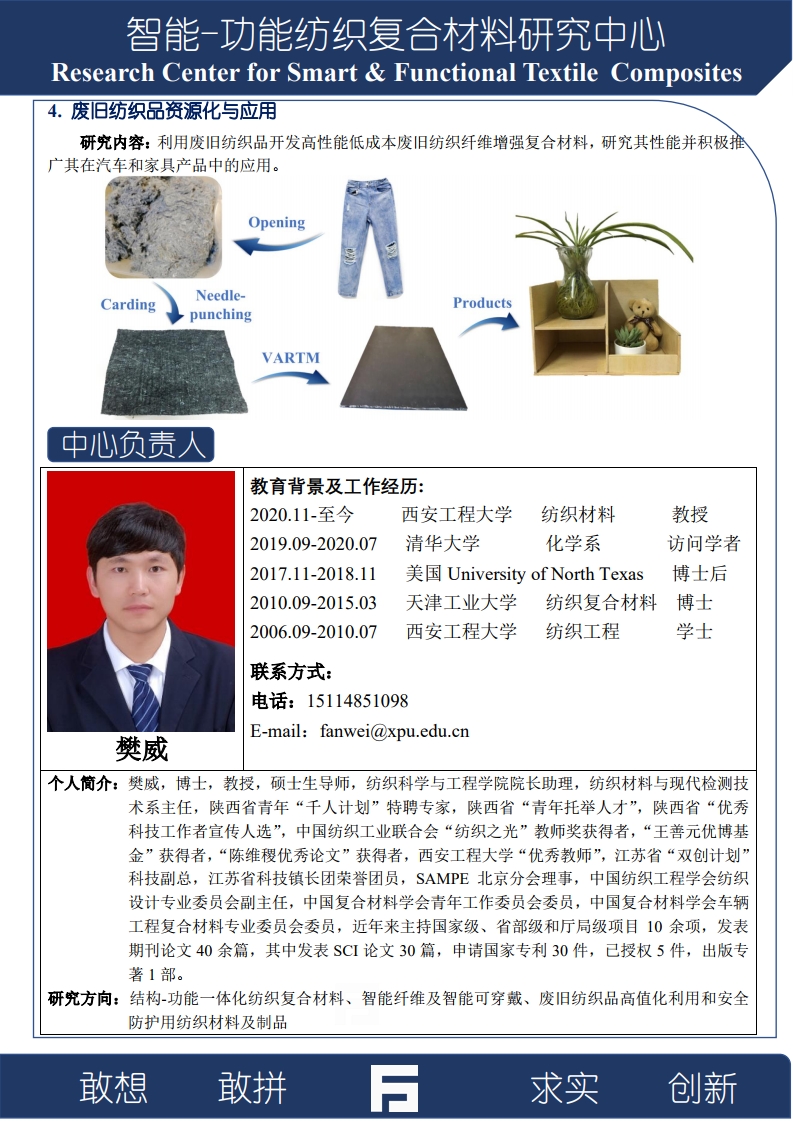 智能-功能纺织复合材料研究中心
Research Center for Smart & Functional Textile Composites
4. 废旧纺织品资源化与应用
研究内容：利用废旧纺织品开发高性能低成本废旧纺织纤维增强复合材料，研究其性能并积极推
广其在汽车和家具产品中的应用。
Opening
Carding
Needle-
punching
VARTM
Products
中心负责人
樊威
教育背景及工作经历:
2020.11-至今 西安工程大学 纺织材料 教授
2019.09-2020.07 清华大学 化学系 访问学者
2017.11-2018.11 美国 University of North Texas 博士后
2010.09-2015.03 天津工业大学 纺织复合材料 博士
2006.09-2010.07 西安工程大学 纺织工程 学士
联系方式：
电话：15114851098
E-mail：fanwei@xpu.edu.cn
个人简介：樊威，博士，教授，硕士生导师，纺织科学与工程学院院长助理，纺织材料与现代检测技
术系主任，陕西省青年“千人计划”特聘专家，陕西省“青年托举人才”，陕西省“优秀
科技工作者宣传人选”，中国纺织工业联合会“纺织之光”教师奖获得者，“王善元优博基
金”获得者，“陈维稷优秀论文”获得者，西安工程大学“优秀教师”，江苏省“双创计划”
科技副总，江苏省科技镇长团荣誉团员，SAMPE 北京分会理事，中国纺织工程学会纺织
设计专业委员会副主任，中国复合材料学会青年工作委员会委员，中国复合材料学会车辆
工程复合材料专业委员会委员，近年来主持国家级、省部级和厅局级项目 10 余项，发表
期刊论文 40 余篇，其中发表 SCI 论文 30 篇，申请国家专利 30 件，已授权 5 件，出版专
著 1 部。
研究方向：结构-功能一体化纺织复合材料、智能纤维及智能可穿戴、废旧纺织品高值化利用和安全
防护用纺织材料及制品
敢想 敢拼 求实 创新